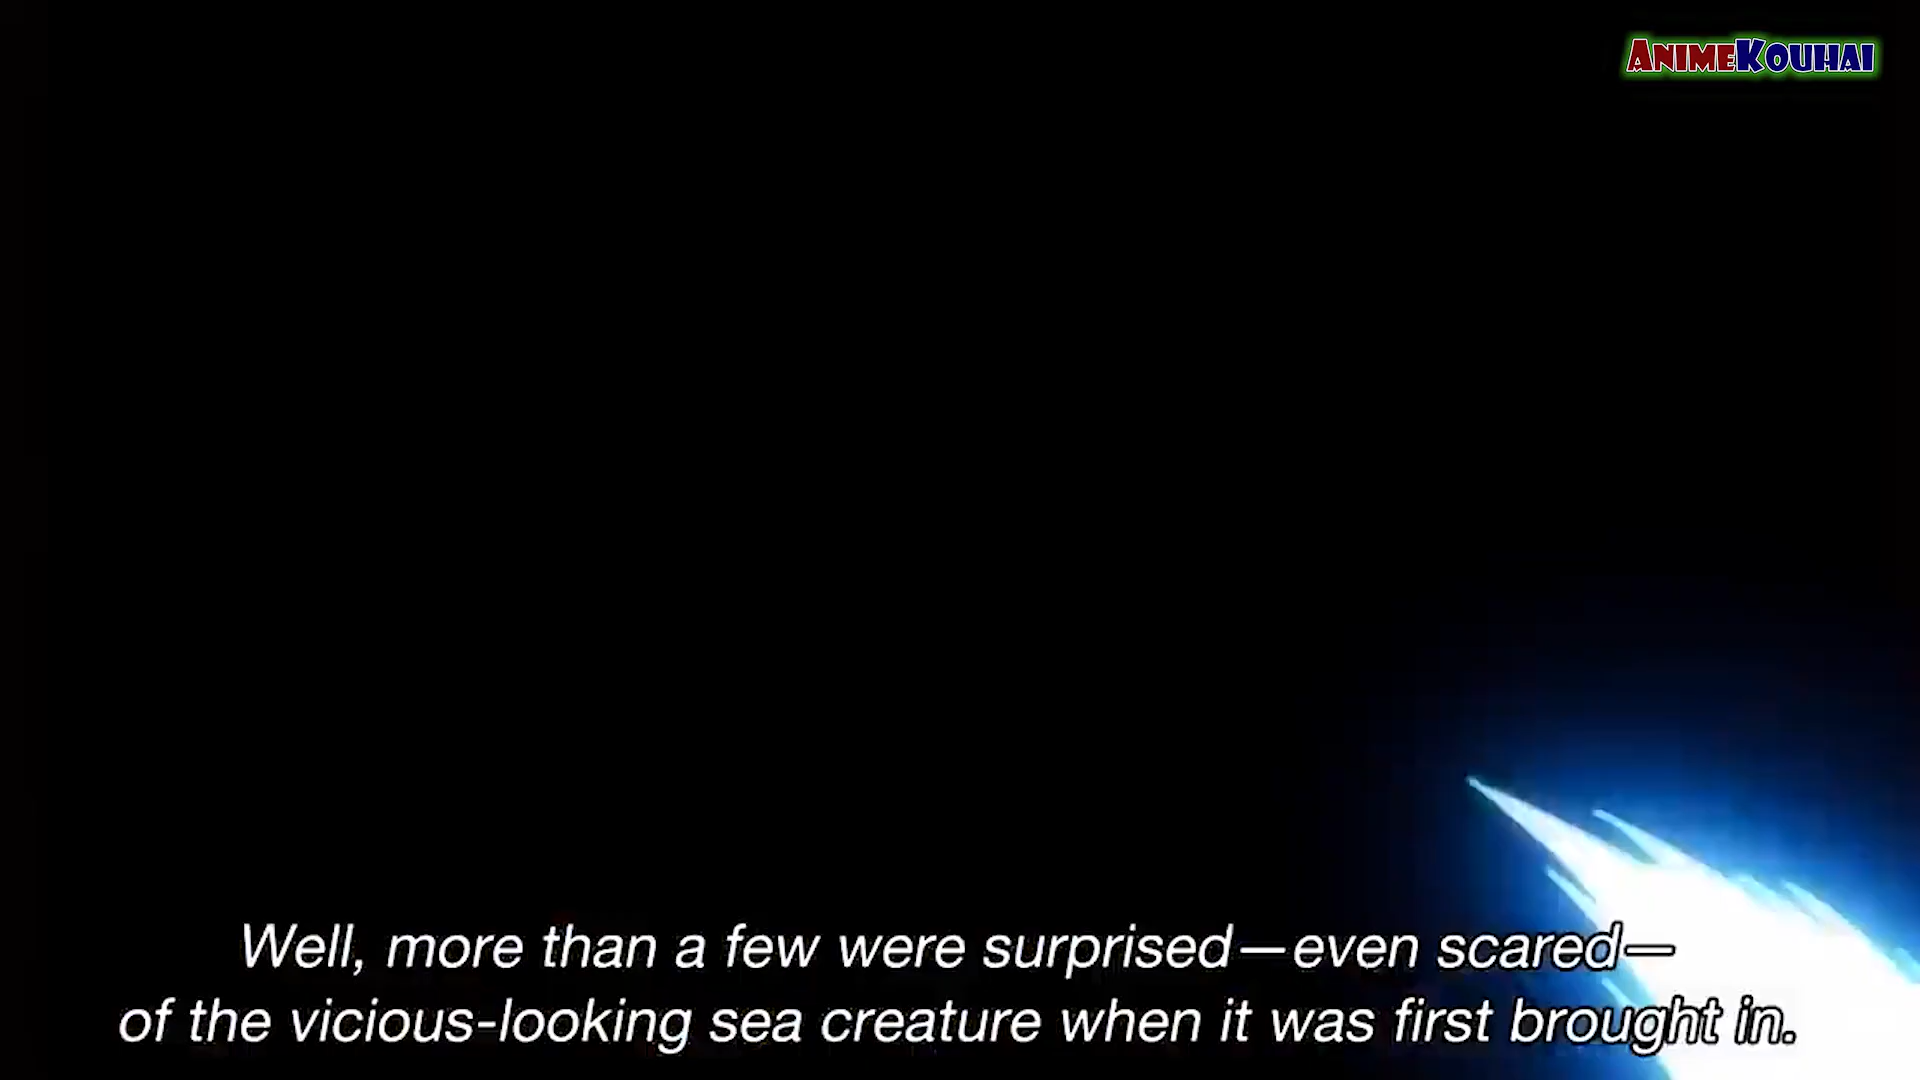 AnimeKouhai
Well, more than a few were surprised—even scared—
of the vicious-looking sea creature when it was first brought in.